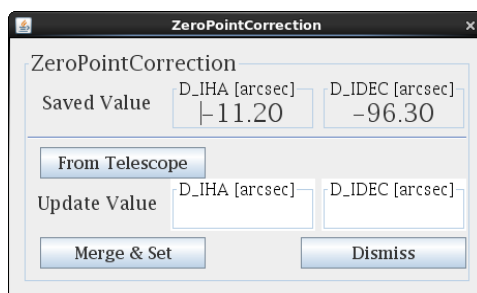 ZeroPointCorrection
ZeroPointCorrection
D_IHA [arcsec] D_IDEC [arcsec]
Saved Value -11.20 -96.30
From Telescope
D_IHA [arcsec] D_IDEC [arcsec]
Update Value
Merge & Set Dismiss